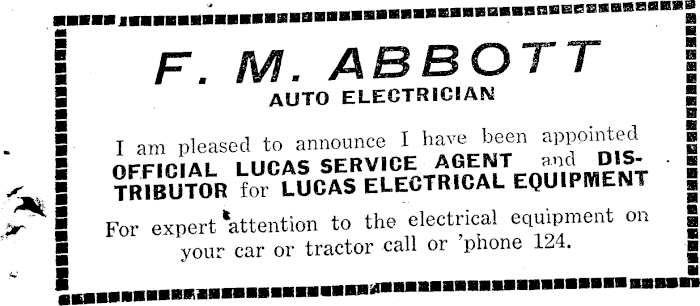 F. M. ABBOTT
AUTO ELECTRICIAN
I am pleased to announce I have been appointed
OFFICIAL LUCAS SERVICE AGENT and DIS-
TRIBUTOR for LUCAS ELECTRICAL EQUIPMENT
For expert attention to the electrical equipment on
your car or tractor call or 'phone 124.